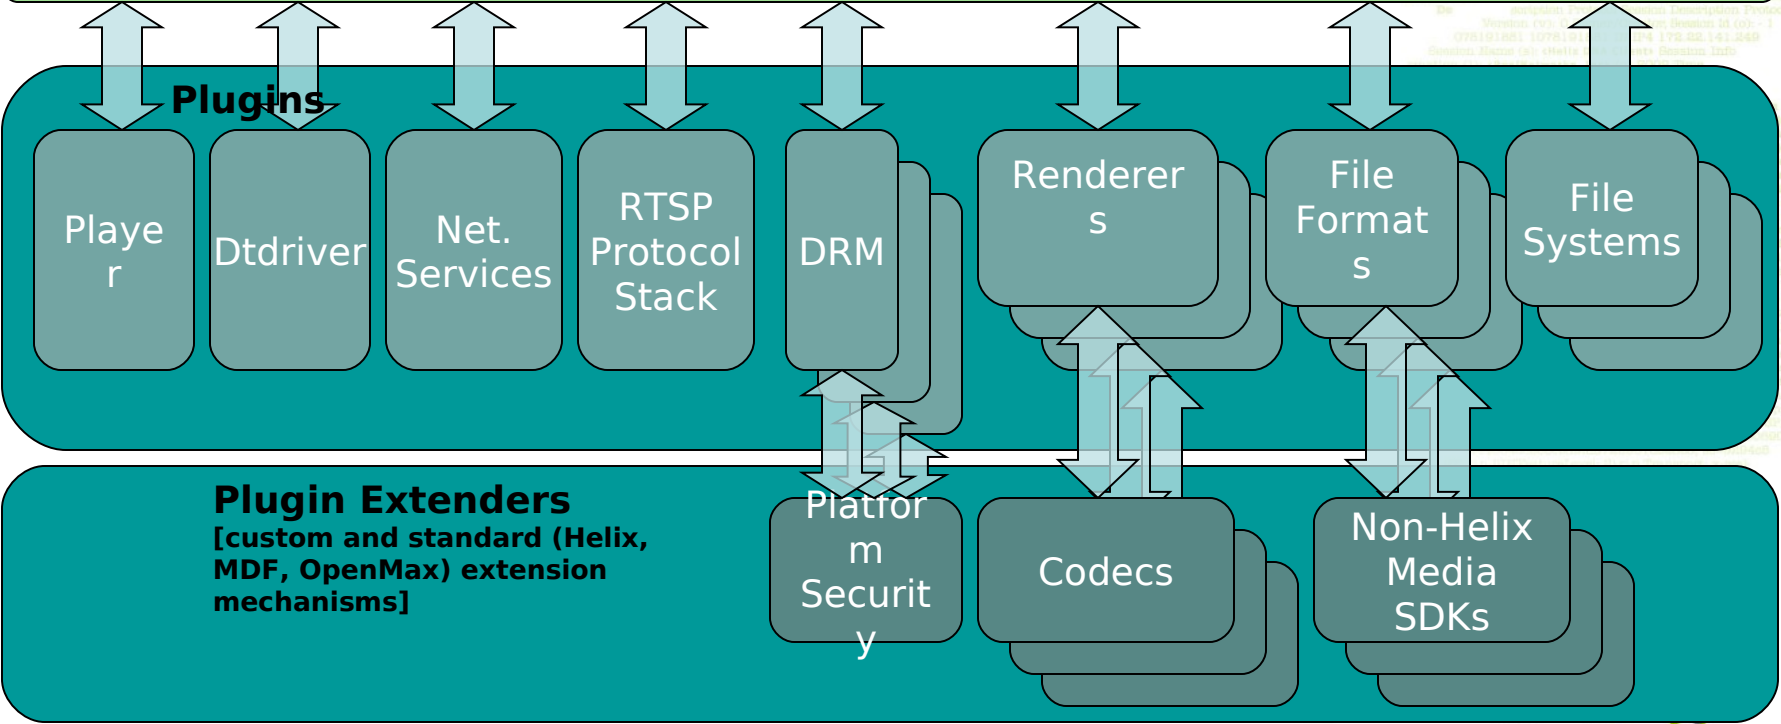 Plugins
Playe
r
Dtdriver
Net.
Services
RTSP
Protocol
Stack
DRM
Renderer
s
File
Format
s
File
Systems
Plugin Extenders
[custom and standard (Helix,
MDF, OpenMax) extension
mechanisms]
Platfor
m
Securit
y
Codecs
Non-Helix
Media
SDKs